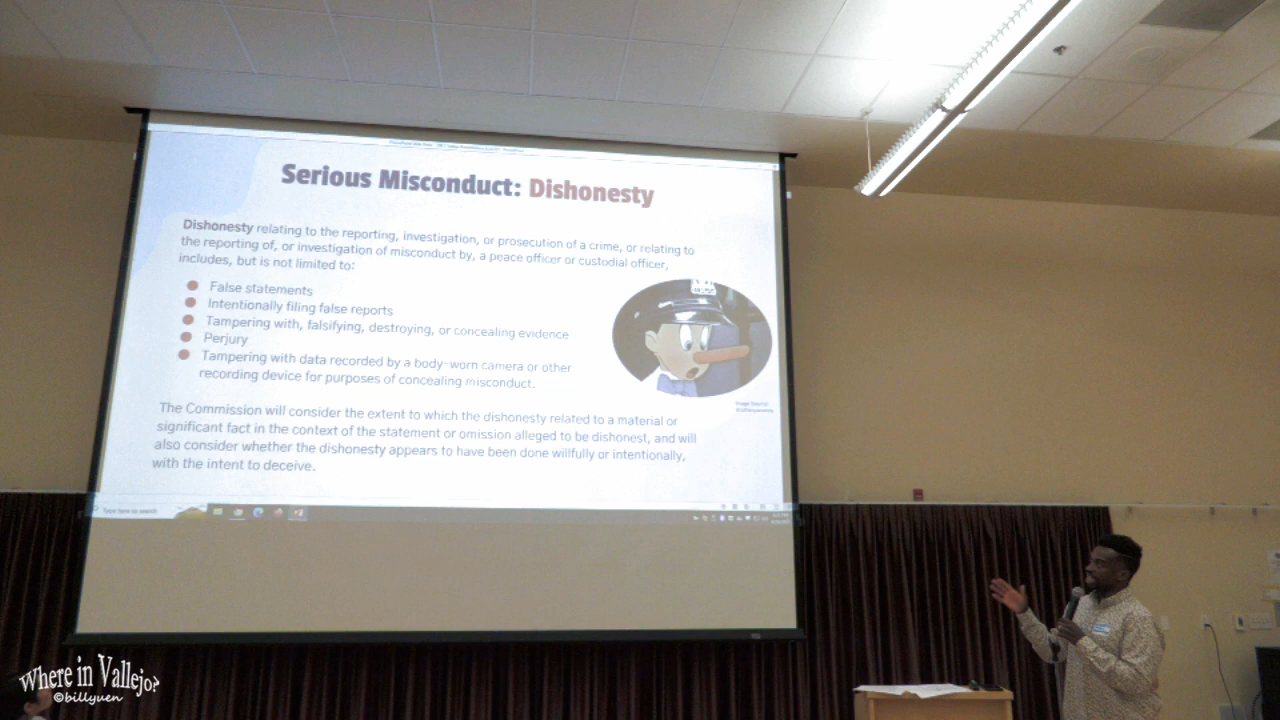 Serious Misconduct: Dishonesty
Dishonesty relating to the reporting, investigation, or prosecution of a crime, or relating to
the reporting of, or investigation of misconduct by, a peace officer or custodial officer,
includes, but is not limited to:
False statements
Intentionally filing false reports
Tampering with, falsifying, destroying, or concealing evidence
Perjury
Tampering with data recorded by a body-worn camera or other
recording device for purposes of concealing misconduct.
The Commission will consider the extent to which the dishonesty related to a material or
significant fact in the context of the statement or omission alleged to be dishonest, and will
also consider whether the dishonesty appears to have been done willfully or intentionally,
with the intent to deceive.
Type here to search
Where in Vallejo?
©billyuen